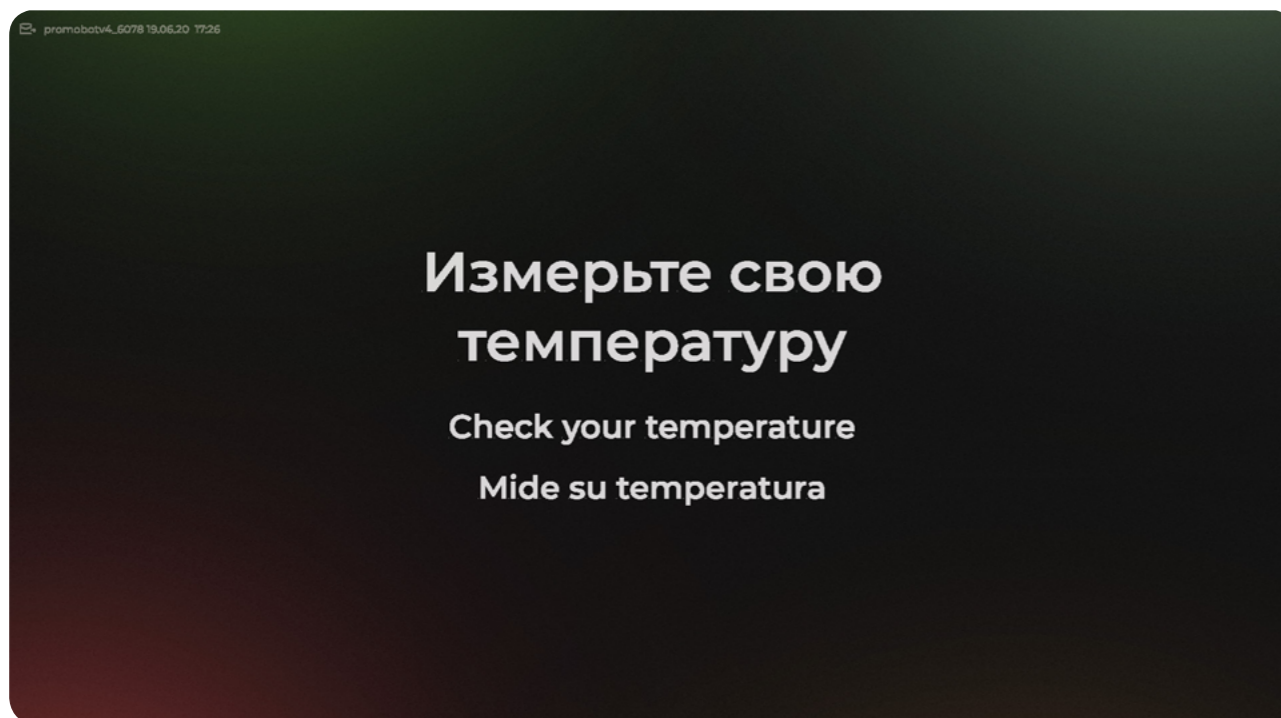 promobotv4_6078 19.06.20 17:26
Измерьте свою
температуру
Check your temperature
Mide su temperatura